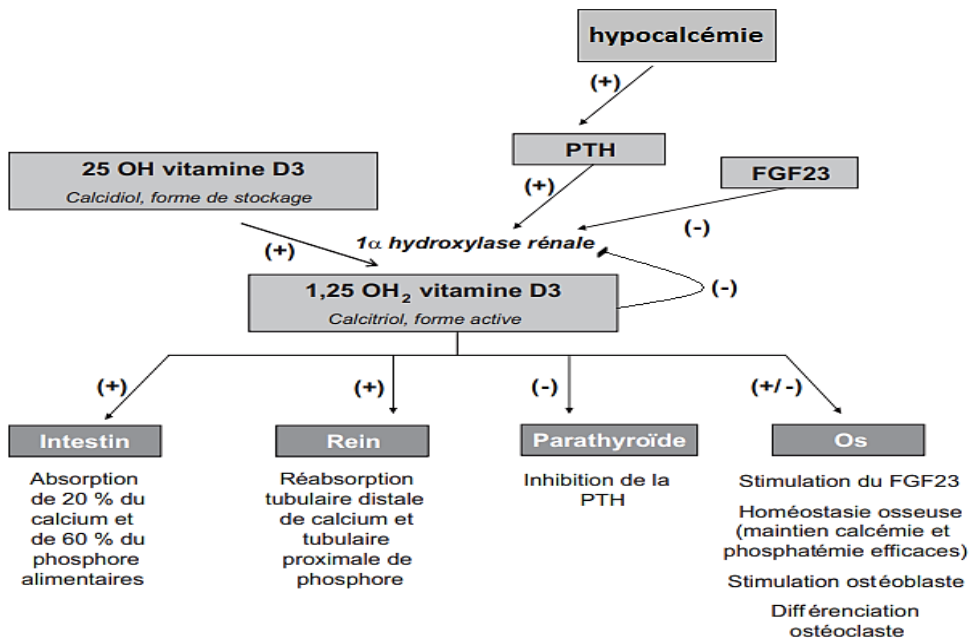 hypocalcémie
(+)
PTH
25 OH vitamine D3
Calcidiol, forme de stockage
FGF23
(+)
(-)
(+)
1α hydroxylase rénale
1,25 OH₂ vitamine D3
Calcitriol, forme active
(-)
(+)
(+)
(-)
(+/-)
Intestin
Absorption
de 20 % du
calcium et
de 60 % du
phosphore
alimentaires
Rein
Réabsorption
tubulaire distale
de calcium et
tubulaire
proximale de
phosphore
Parathyroïde
Inhibition de la
PTH
Os
Stimulation du FGF23
Homéostasie osseuse
(maintien calcémie et
phosphatémie efficaces)
Stimulation ostéoblaste
Différenciation
ostéoclaste